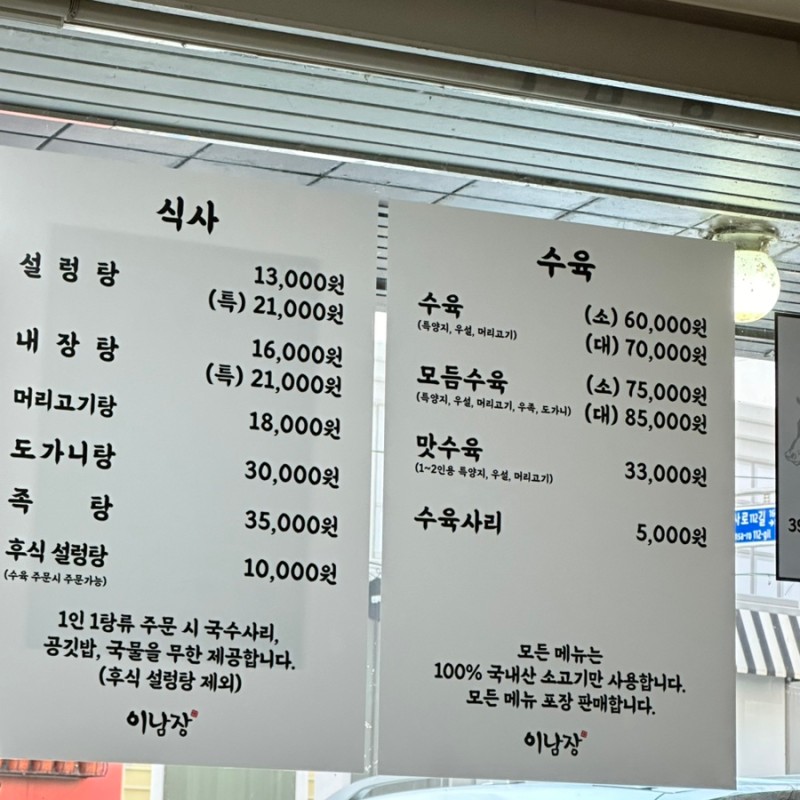 식사
설렁탕 13,000원
(특) 21,000원
내장탕 16,000원
(특) 21,000원
머리고기탕 18,000원
도가니탕 30,000원
족탕 35,000원
후식 설렁탕 10,000원
(수육 주문시 주문가능)
1인 1탕류 주문 시 국수사리,
공깃밥, 국물을 무한 제공합니다.
(후식 설렁탕 제외)
이남장
수육
수육 (소) 60,000원
(특양지, 우설, 머리고기) (대) 70,000원
모듬수육 (소) 75,000원
(특양지, 우설, 머리고기, 우족, 도가니) (대) 85,000원
맛수육 33,000원
(1~2인용 특양지, 우설, 머리고기)
수육사리 5,000원
모든 메뉴는
100% 국내산 소고기만 사용합니다.
모든 메뉴 포장 판매합니다.
이남장
사로112길
sa-ro 112-gil
39